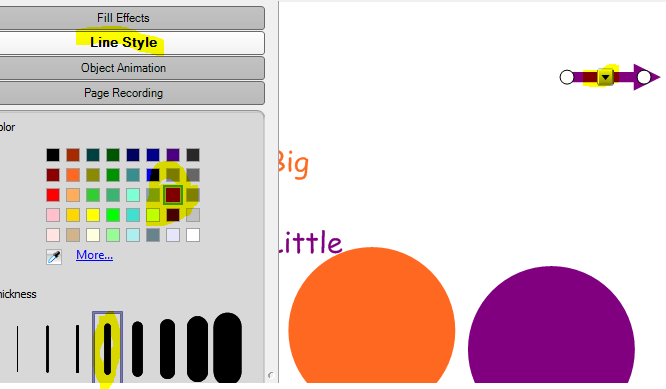 Fill Effects
Line Style
Object Animation
Page Recording
olor
More...
hickness
Big
Little